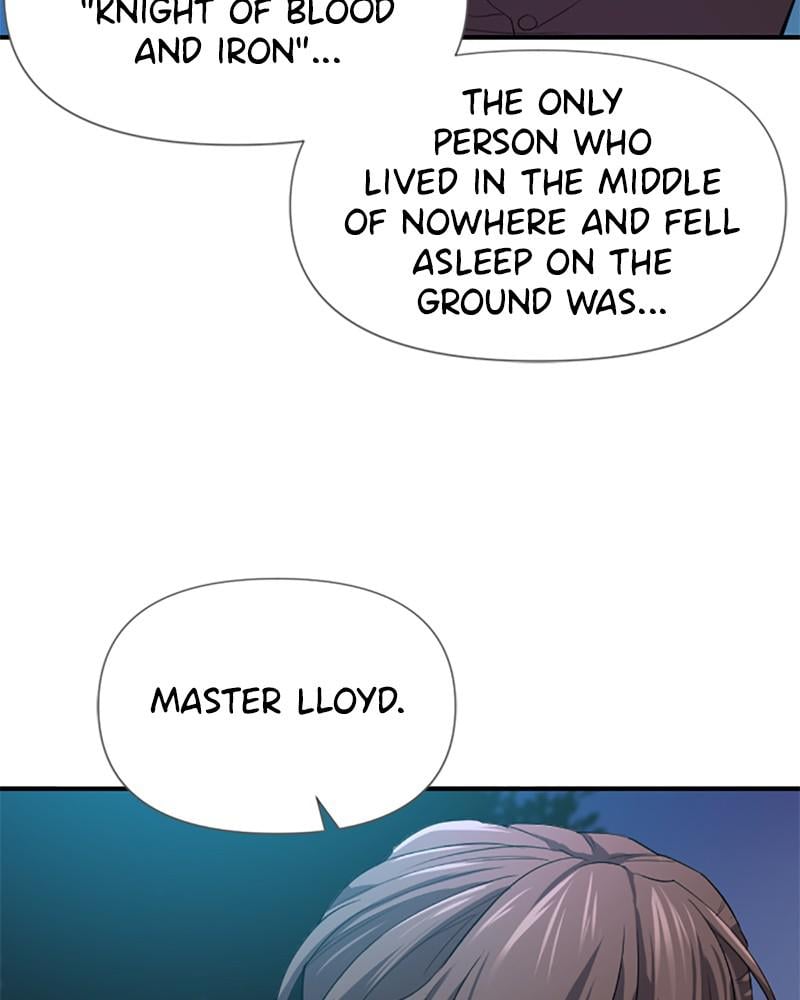 "KNIGHT OF BLOOD
AND IRON"...
THE ONLY
PERSON WHO
LIVED IN THE MIDDLE
OF NOWHERE AND FELL
ASLEEP ON THE
GROUND WAS...
MASTER LLOYD.